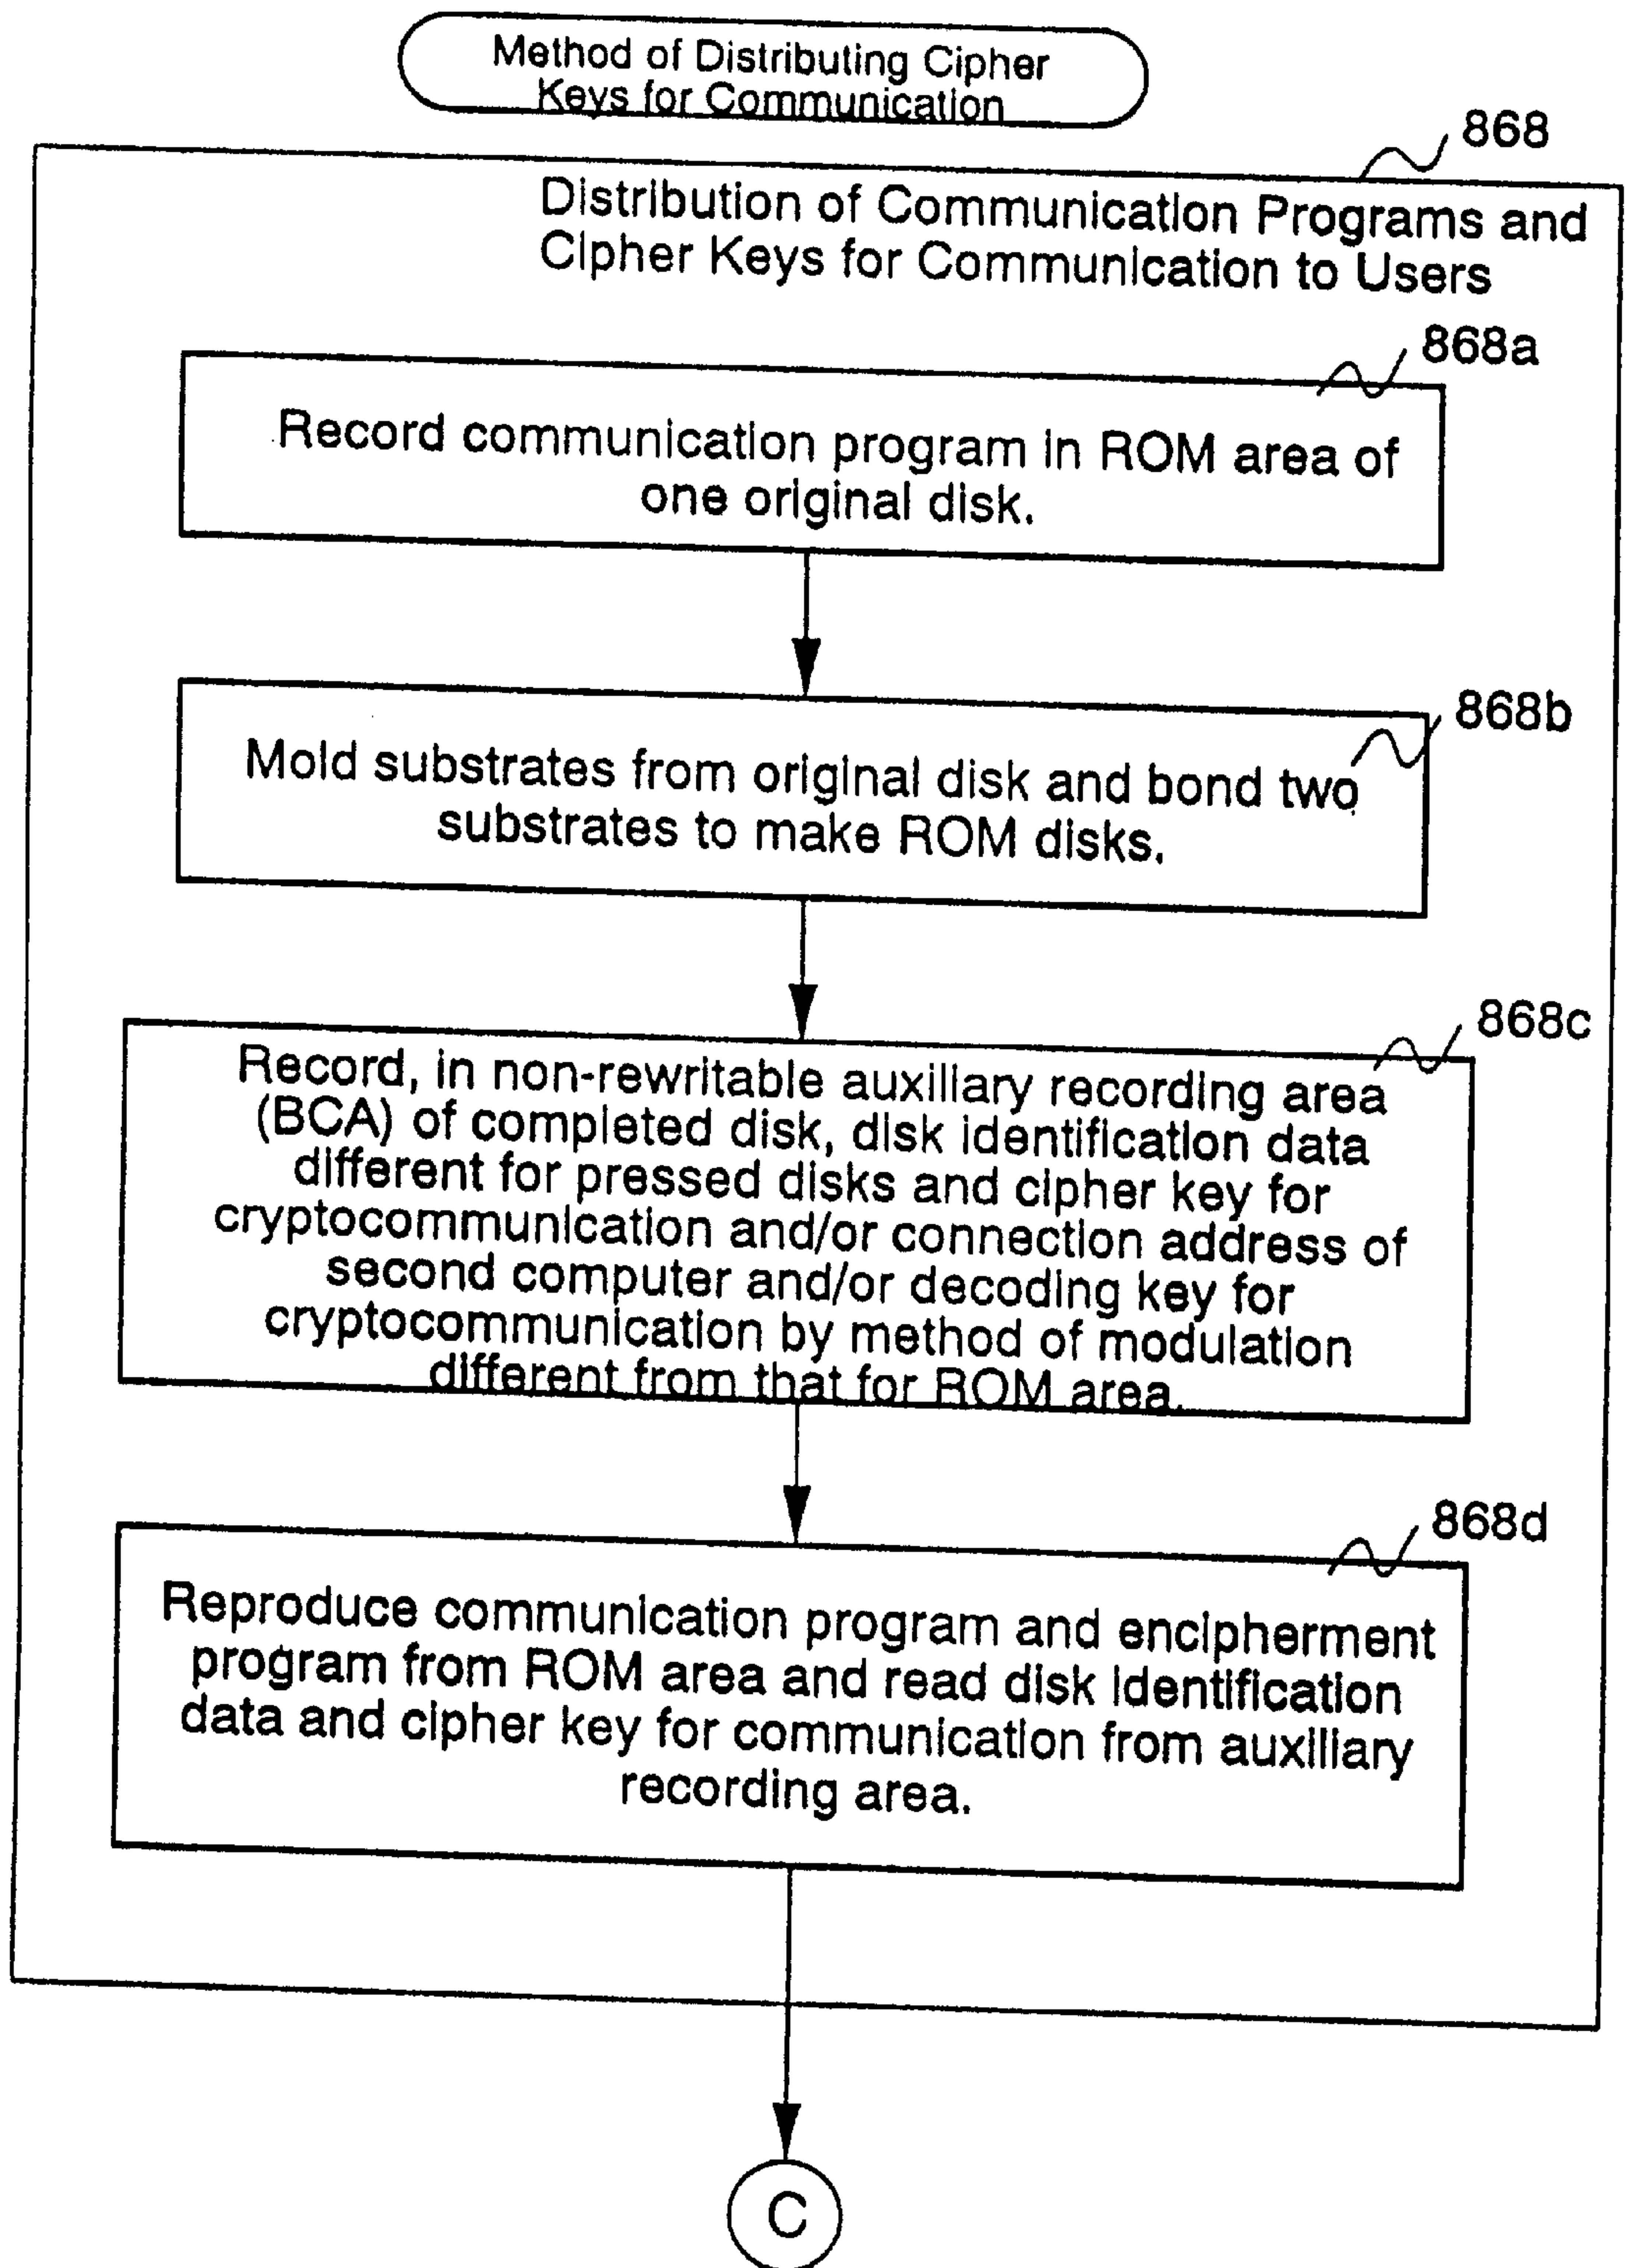 Method of Distributing Cipher
Keys for Communication
868
Distribution of Communication Programs and
Cipher Keys for Communication to Users
868a
Record communication program in ROM area of
one original disk.
868b
Mold substrates from original disk and bond two
substrates to make ROM disks.
868c
Record, in non-rewritable auxiliary recording area
(BCA) of completed disk, disk identification data
different for pressed disks and cipher key for
cryptocommunication and/or connection address of
second computer and/or decoding key for
cryptocommunication by method of modulation
different from that for ROM area.
868d
Reproduce communication program and encipherment
program from ROM area and read disk identification
data and cipher key for communication from auxiliary
recording area.
C